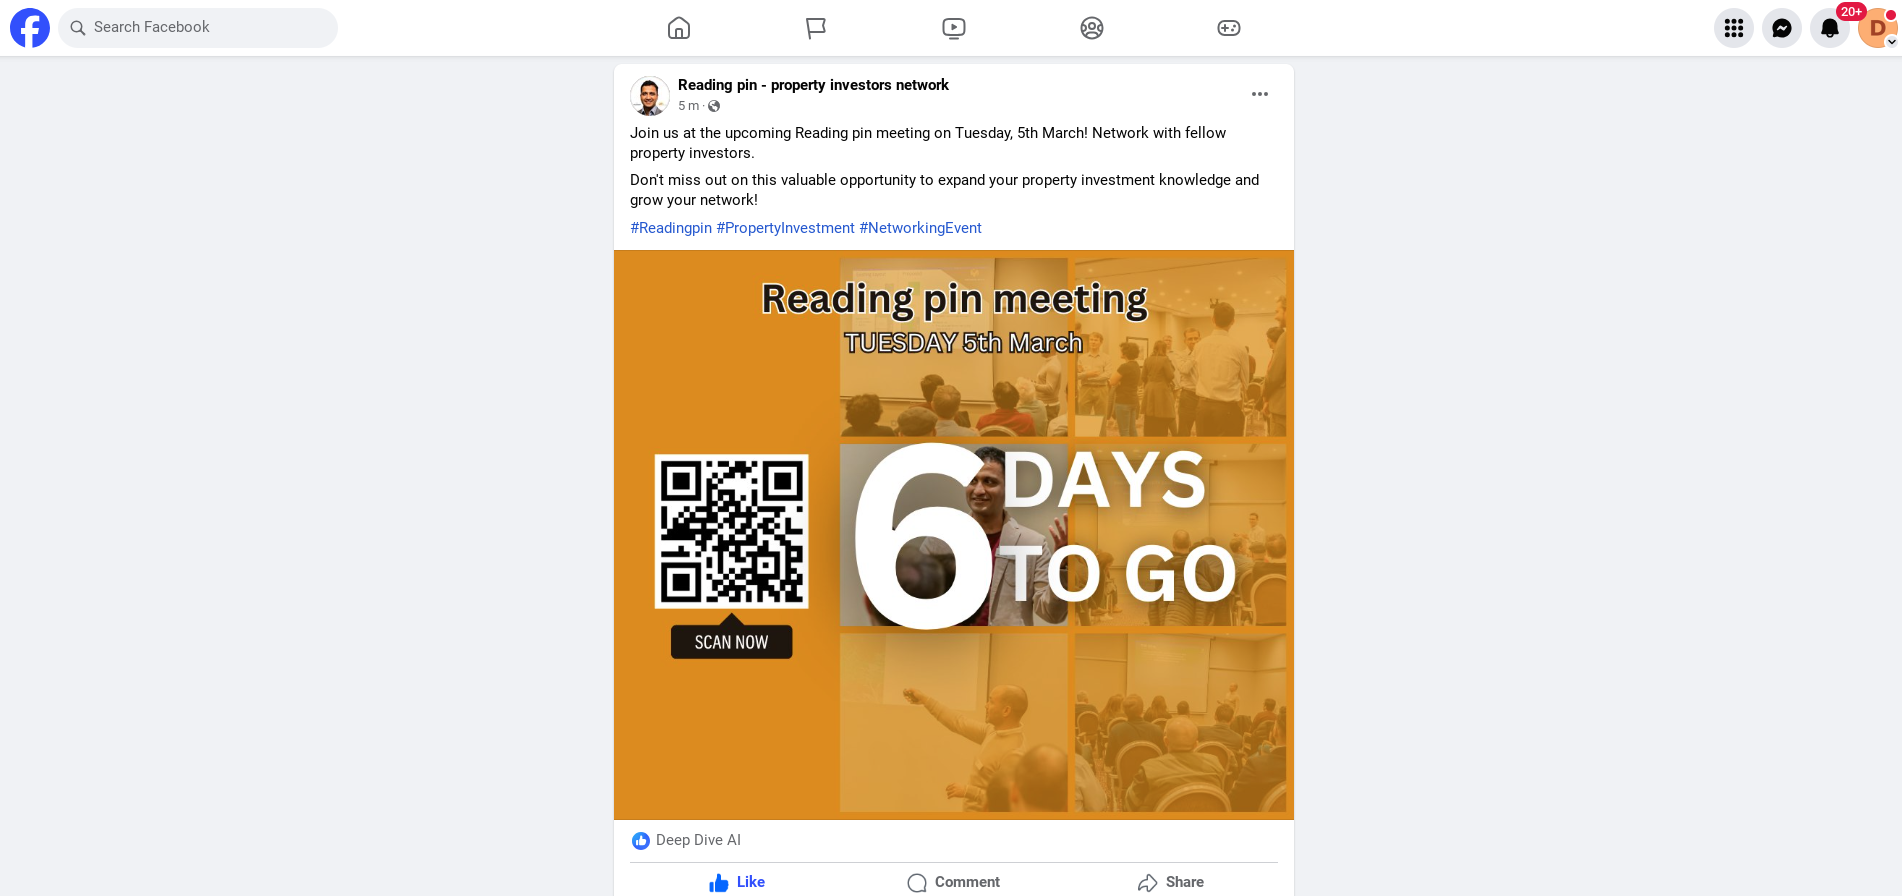 Search Facebook
20+
D
Reading pin - property investors network
5 m ·
Join us at the upcoming Reading pin meeting on Tuesday, 5th March! Network with fellow
property investors.
Don't miss out on this valuable opportunity to expand your property investment knowledge and
grow your network!
#Readingpin #PropertyInvestment #NetworkingEvent
Reading pin meeting
TUESDAY 5th March
6 DAYS
TO GO
SCAN NOW
Deep Dive AI
Like
Comment
Share